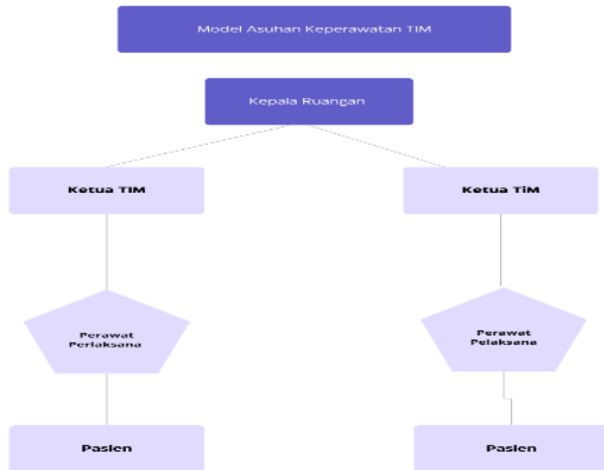 Model Asuhan Keperawatan TIM
Kepala Ruangan
Ketua TIM
Ketua TIM
Perawat
Perlaksana
Perawat
Pelaksana
Pasien
Pasien